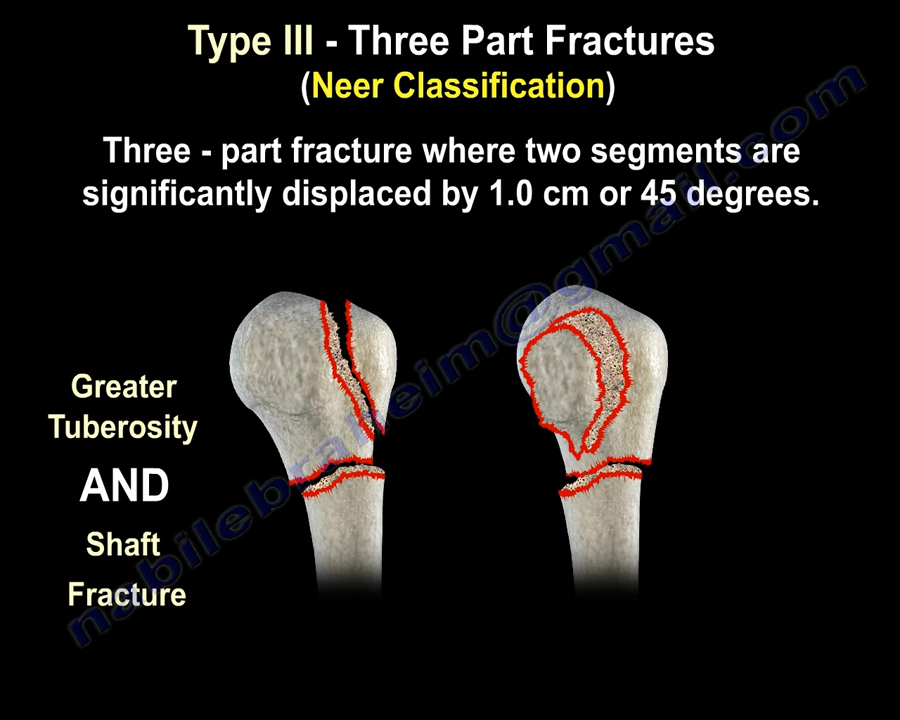 Type III - Three Part Fractures
(Neer Classification)
Three - part fracture where two segments are
significantly displaced by 1.0 cm or 45 degrees.
Greater
Tuberosity
AND
Shaft
Fracture
nabilebraheim@gmail.com